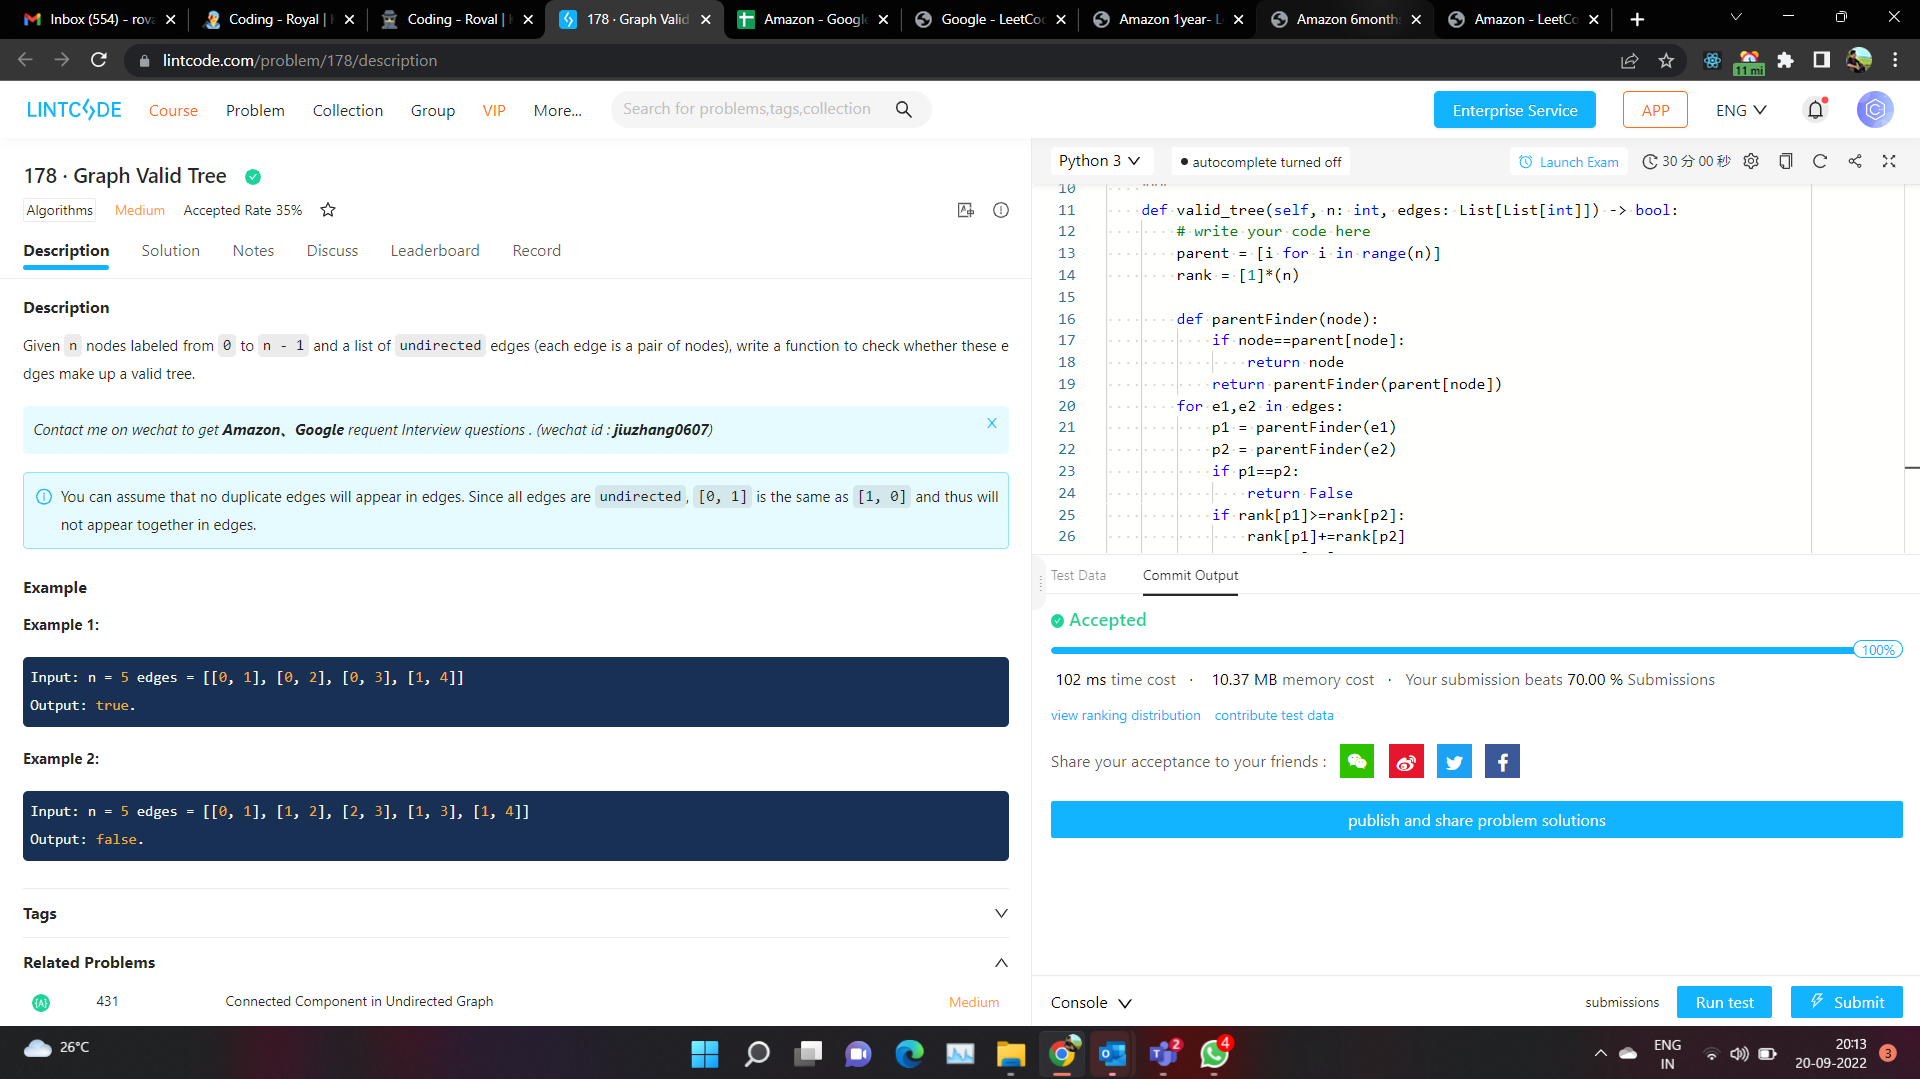 Inbox (554) - rova
Coding - Royal |
Coding - Roval |
178 · Graph Valid
Amazon - Google
Google - LeetCo
Amazon 1year- L
Amazon 6months
Amazon - LeetCo
lintcode.com/problem/178/description
11 mi
LINTCODE
Course
Problem
Collection
Group
VIP
More...
Search for problems,tags,collection
Enterprise Service
APP
ENG
178 · Graph Valid Tree
Algorithms
Medium
Accepted Rate 35%
Description
Solution
Notes
Discuss
Leaderboard
Record
Description
Given n nodes labeled from 0 to n - 1 and a list of undirected edges (each edge is a pair of nodes), write a function to check whether these e
dges make up a valid tree.
Contact me on wechat to get Amazon、Google requent Interview questions . (wechat id : jiuzhang0607)
You can assume that no duplicate edges will appear in edges. Since all edges are undirected, [0, 1] is the same as [1, 0] and thus will
not appear together in edges.
Example
Example 1:
Input: n = 5 edges = [[0, 1], [0, 2], [0, 3], [1, 4]]
Output: true.
Example 2:
Input: n = 5 edges = [[0, 1], [1, 2], [2, 3], [1, 3], [1, 4]]
Output: false.
Tags
Related Problems
431
Connected Component in Undirected Graph
Medium
Python 3
autocomplete turned off
Launch Exam
30 分 00 秒
10 """
11 def valid_tree(self, n: int, edges: List[List[int]]) -> bool:
12 # write your code here
13 parent = [i for i in range(n)]
14 rank = [1]*(n)
15
16 def parentFinder(node):
17 if node==parent[node]:
18 return node
19 return parentFinder(parent[node])
20 for e1,e2 in edges:
21 p1 = parentFinder(e1)
22 p2 = parentFinder(e2)
23 if p1==p2:
24 return False
25 if rank[p1]>=rank[p2]:
26 rank[p1]+=rank[p2]
Test Data
Commit Output
Accepted
100%
102 ms time cost · 10.37 MB memory cost · Your submission beats 70.00 % Submissions
view ranking distribution
contribute test data
Share your acceptance to your friends :
publish and share problem solutions
Console
submissions
Run test
Submit
26°C
2
4
ENG
IN
20:13
20-09-2022
3